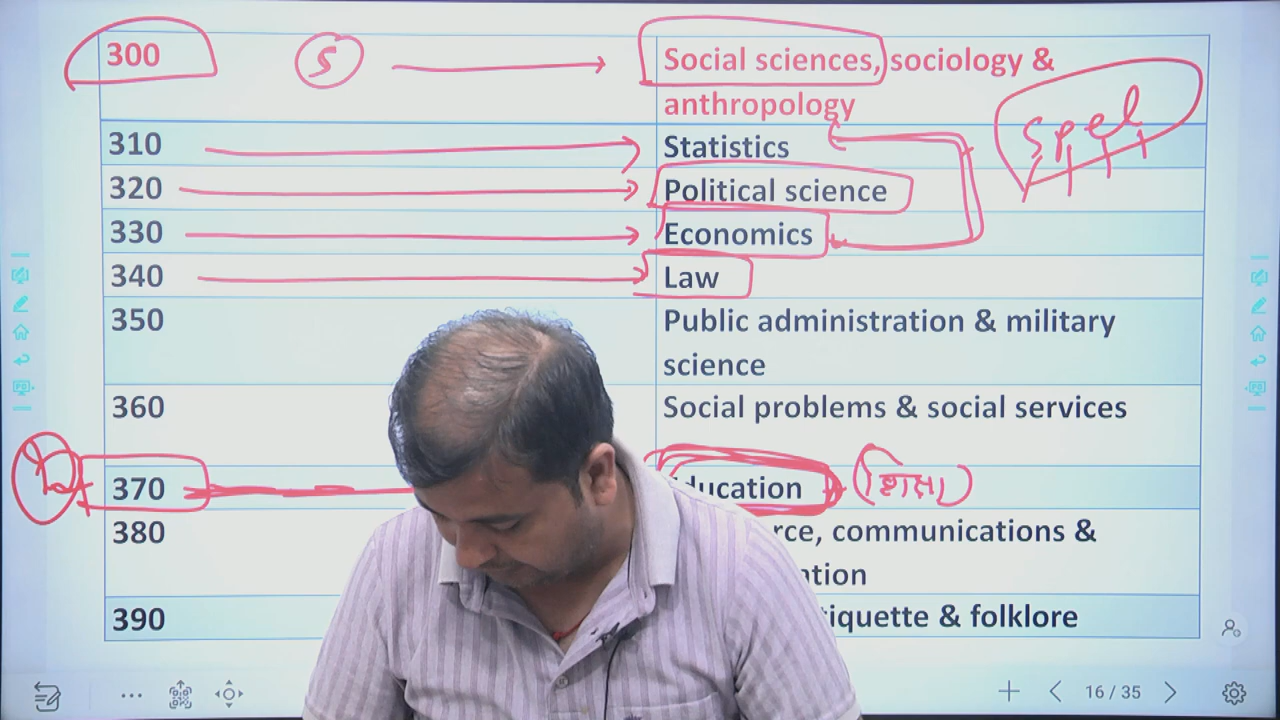 300 S Social sciences, sociology &
anthropology
Spel
310 Statistics
320 Political science
330 Economics
340 Law
350 Public administration & military
science
360 Social problems & social services
370 ducation (शिक्षा)
380 rce, communications &
ation
390 tiquette & folklore
16 / 35